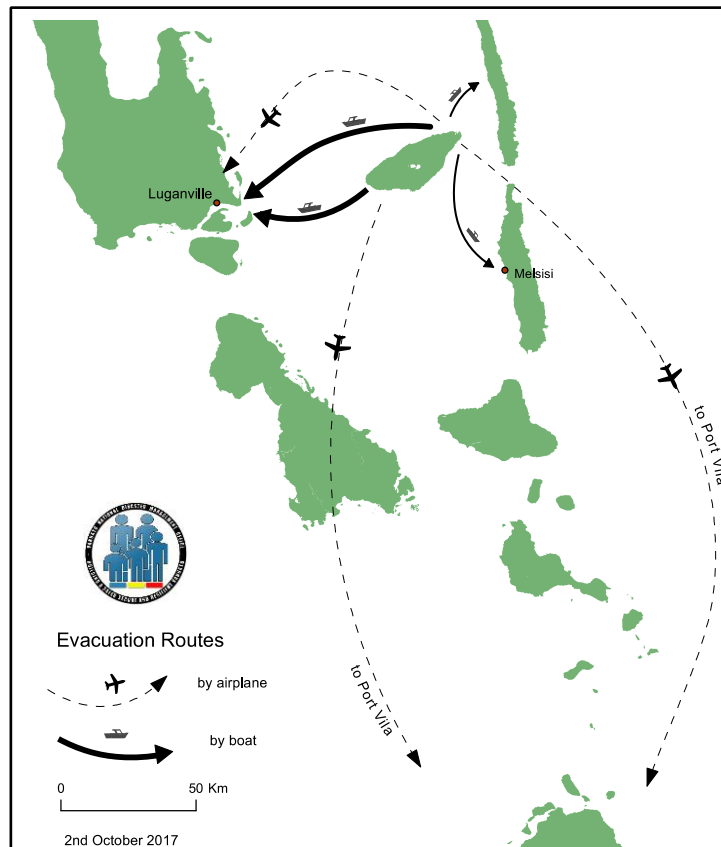 Luganville
Melsisi
to Port Vila
to Port Vila
Evacuation Routes
by airplane
by boat
0
50 Km
2nd October 2017